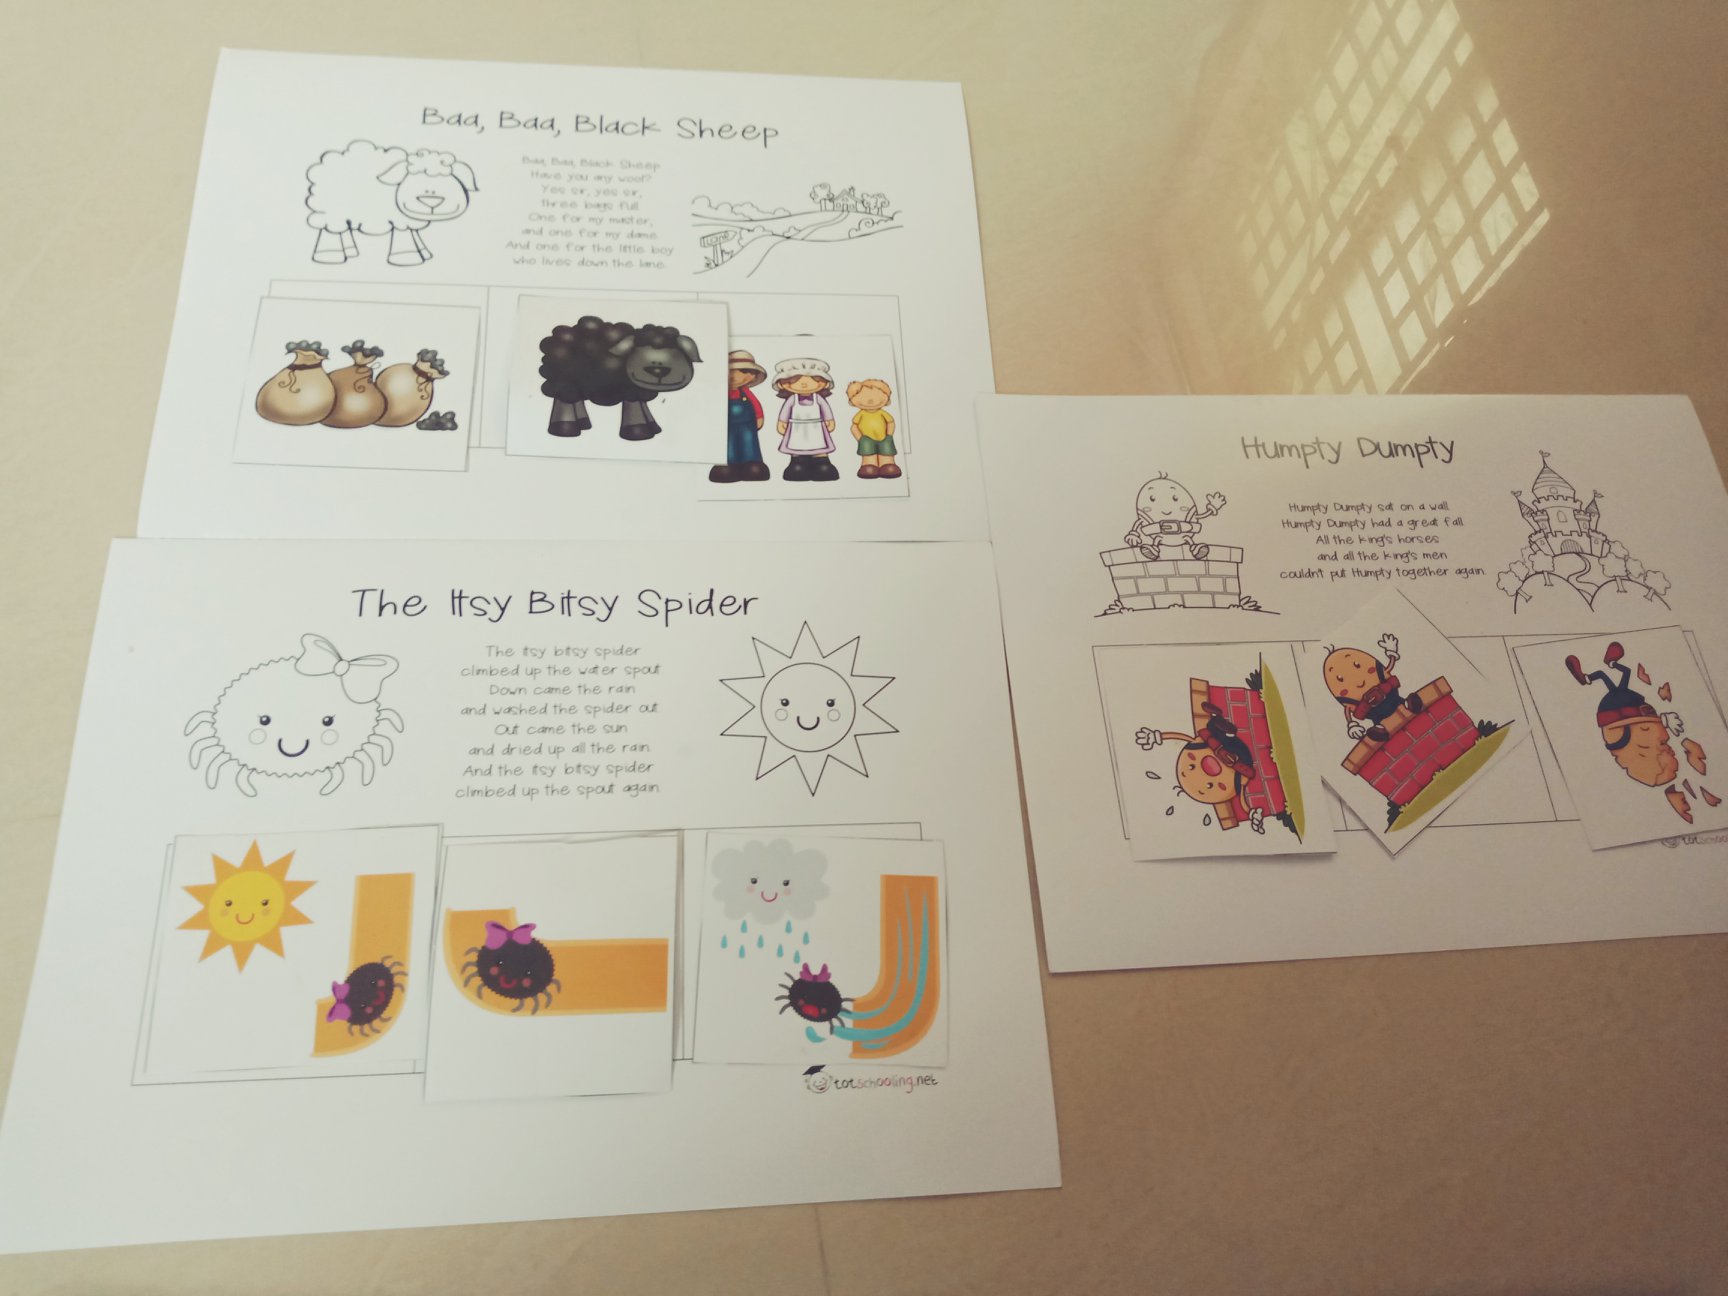 Baa, Baa, Black Sheep
Baa, Baa, Black Sheep
Have you any wool?
Yes sir, yes sir,
three bags full
One for my master,
and one for my dame
And one for the little boy
who lives down the lane.
LANE
The Itsy Bitsy Spider
The itsy bitsy spider
climbed up the water spout
Down came the rain
and washed the spider out
Out came the sun
and dried up all the rain
And the itsy bitsy spider
climbed up the spout again.
totschooling.net
Humpty Dumpty
Humpty Dumpty sat on a wall
Humpty Dumpty had a great fall
All the king's horses
and all the king's men
couldn't put Humpty together again.